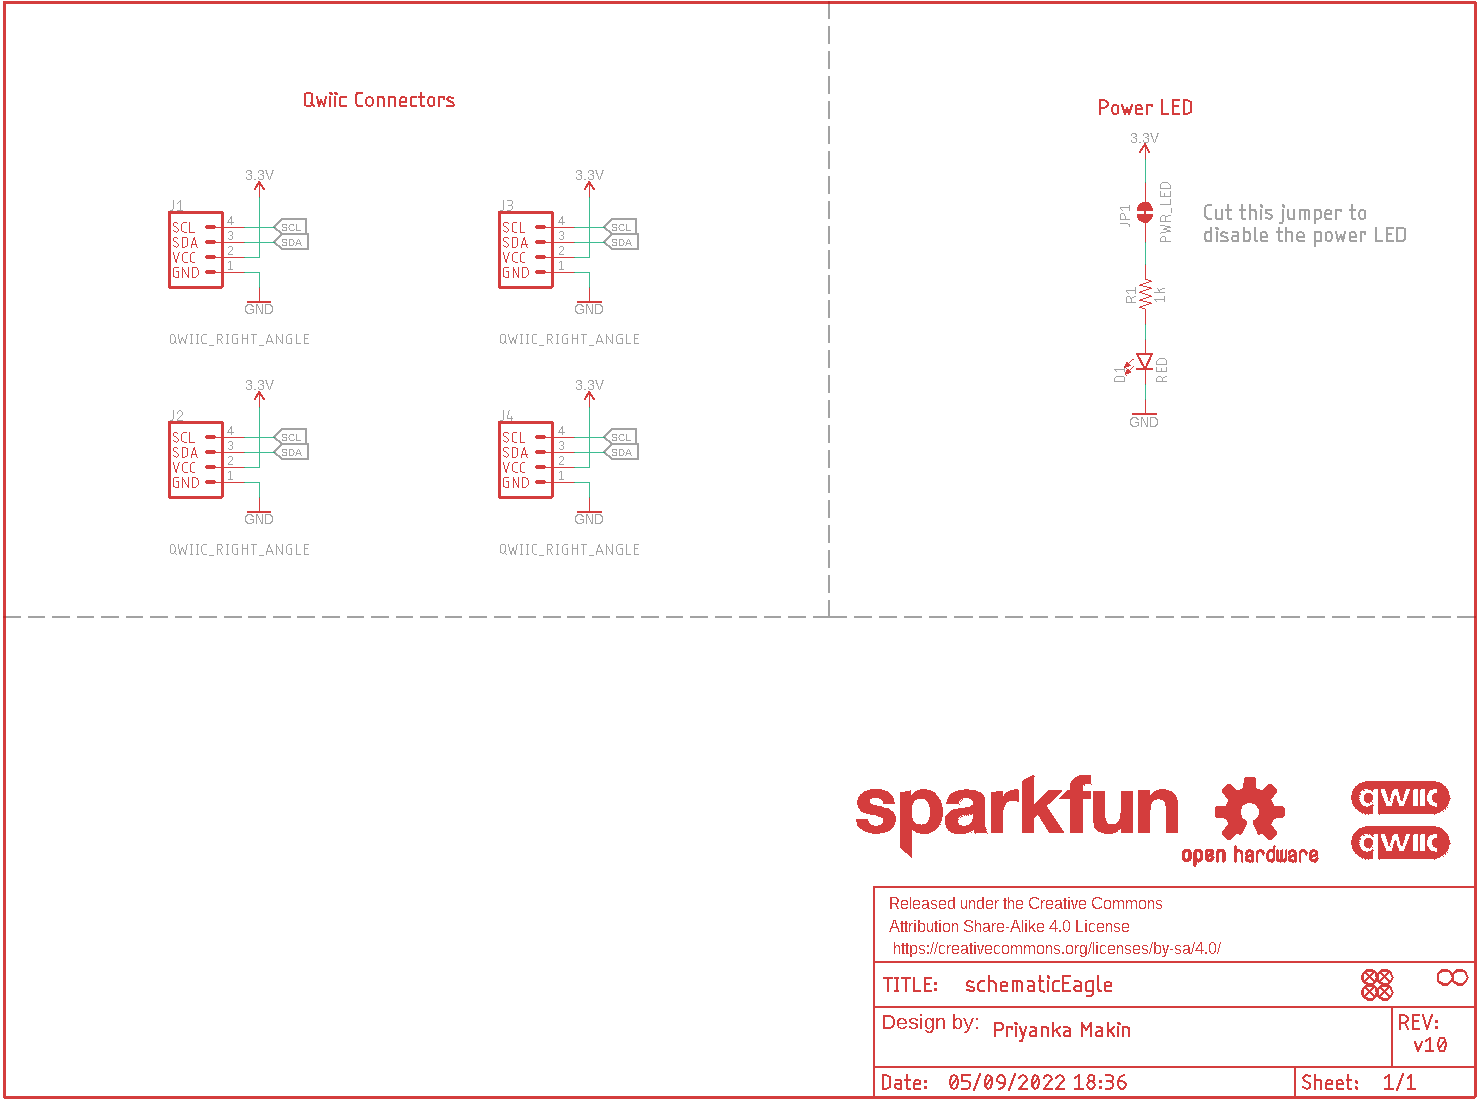 Qwiic Connectors
3.3V
J1
SCL 4 SCL
SDA 3 SDA
VCC 2
GND 1
GND
QWIIC_RIGHT_ANGLE
3.3V
J3
SCL 4 SCL
SDA 3 SDA
VCC 2
GND 1
GND
QWIIC_RIGHT_ANGLE
3.3V
J2
SCL 4 SCL
SDA 3 SDA
VCC 2
GND 1
GND
QWIIC_RIGHT_ANGLE
3.3V
J4
SCL 4 SCL
SDA 3 SDA
VCC 2
GND 1
GND
QWIIC_RIGHT_ANGLE
Power LED
3.3V
JP1
PWR_LED
Cut this jumper to
disable the power LED
R1
1k
D1
RED
GND
sparkfun
open hardware
qwiic
qwiic
Released under the Creative Commons
Attribution Share-Alike 4.0 License
https://creativecommons.org/licenses/by-sa/4.0/
TITLE: schematicEagle
Design by: Priyanka Makin
REV:
v10
Date: 05/09/2022 18:36
Sheet: 1/1